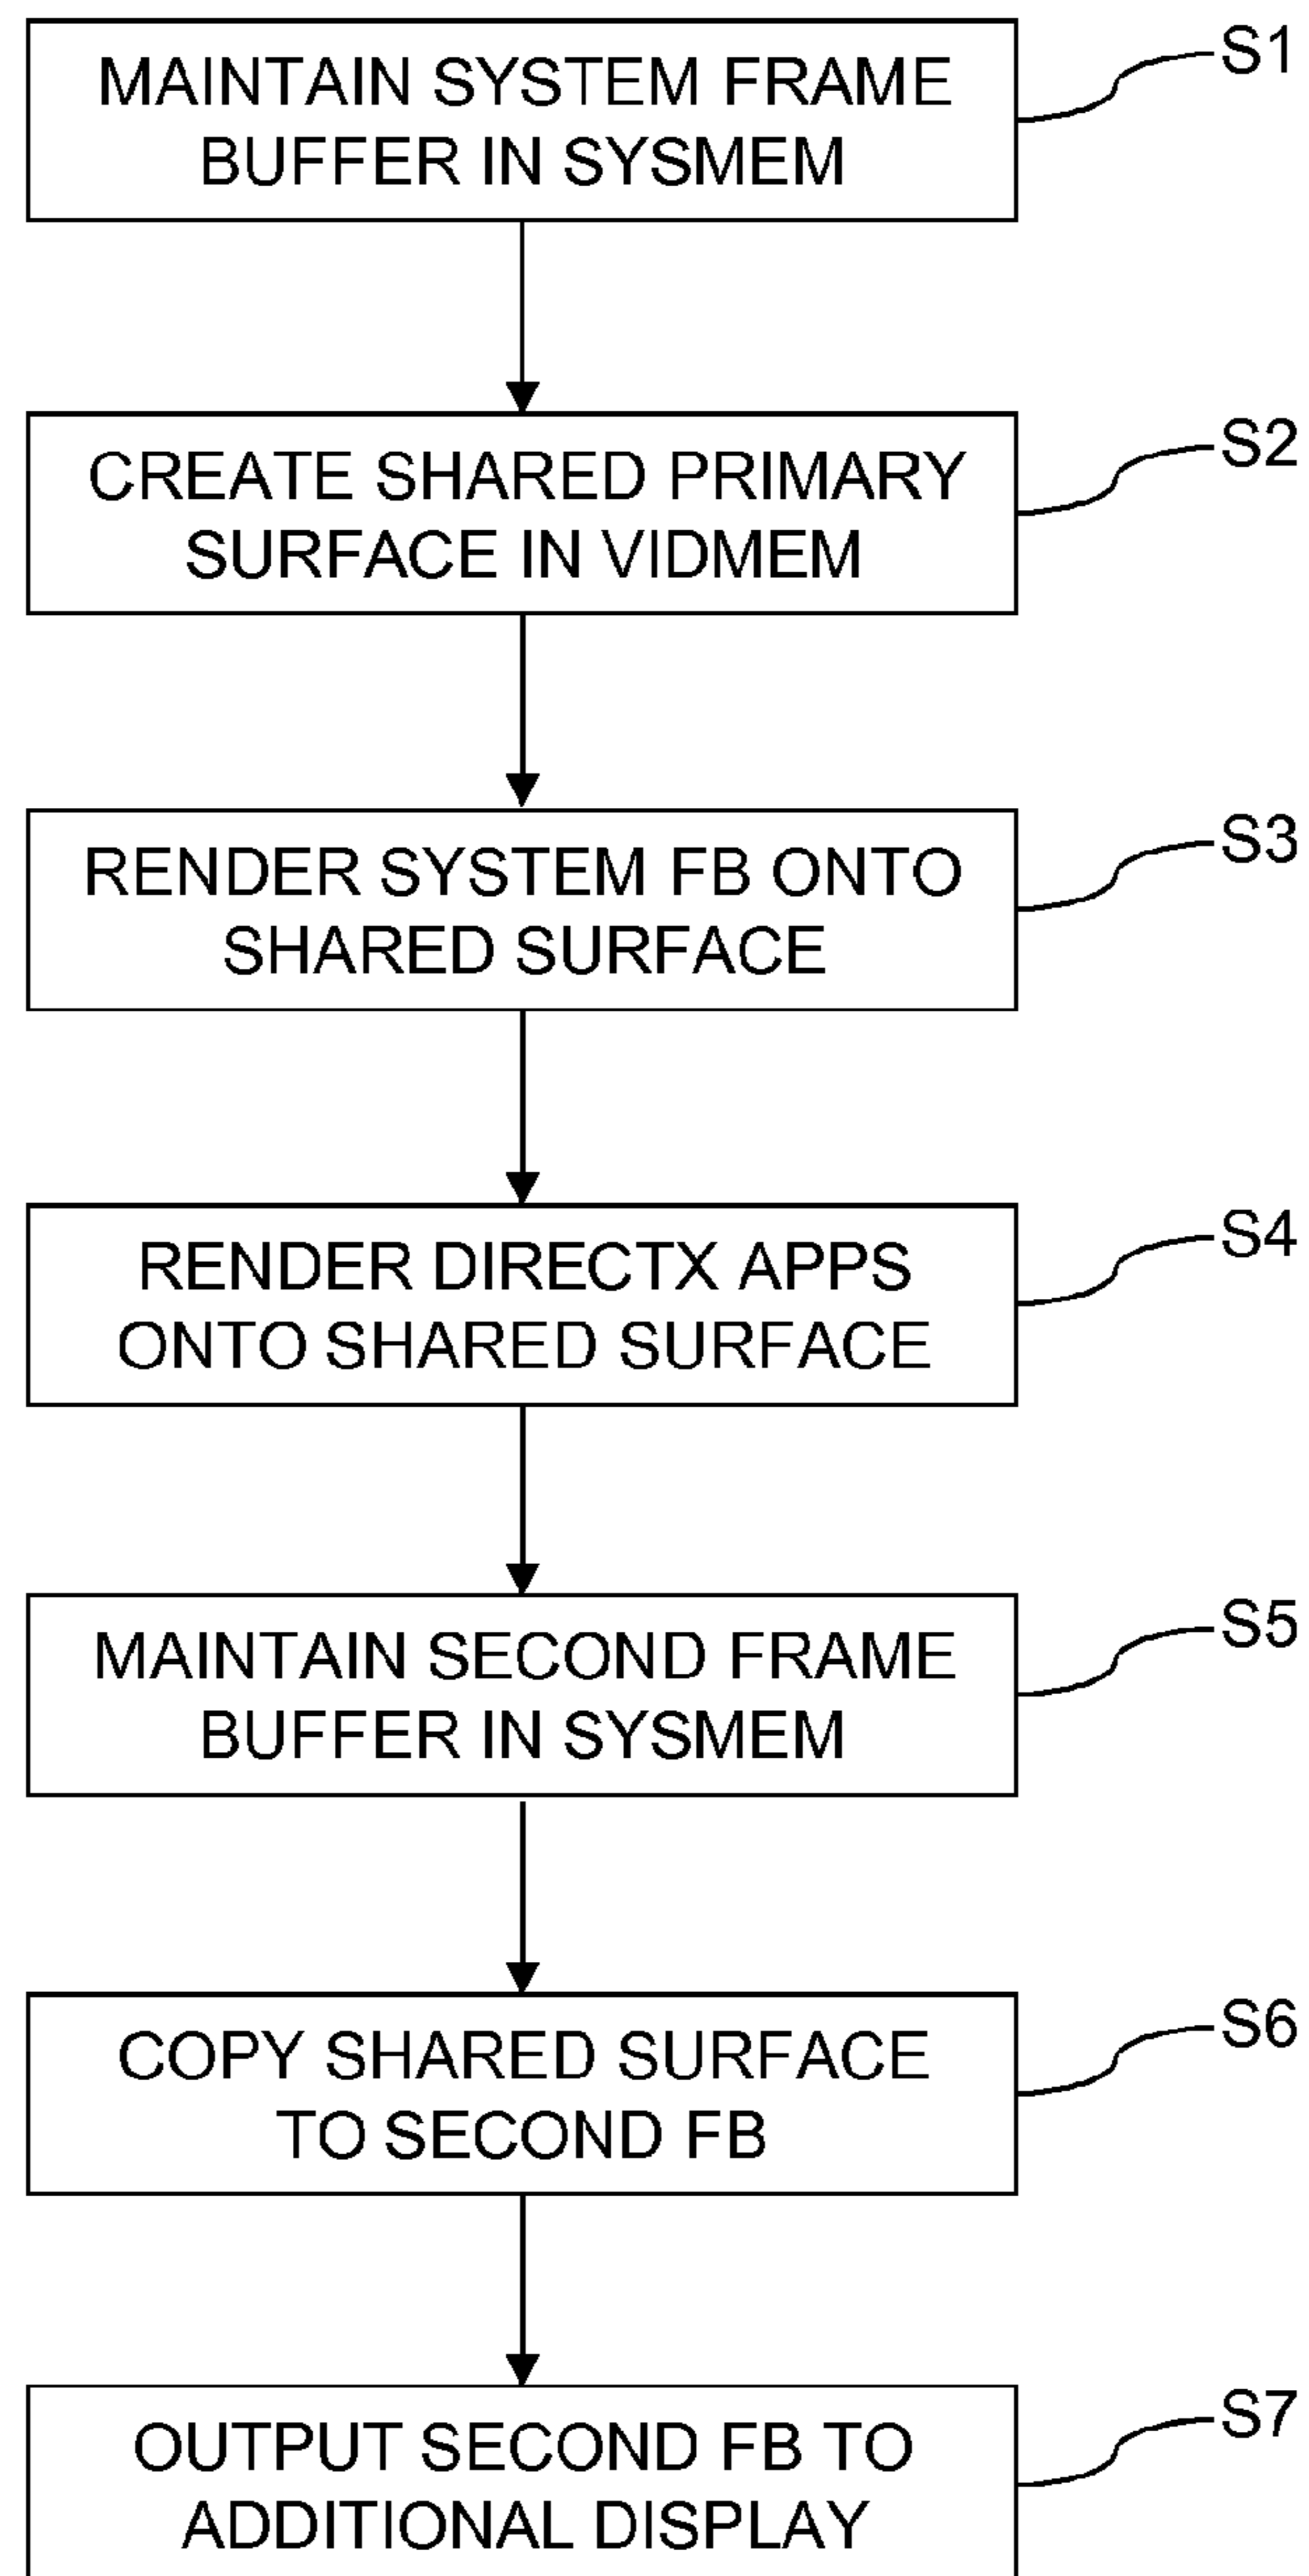 MAINTAIN SYSTEM FRAME
BUFFER IN SYSMEM
S1
CREATE SHARED PRIMARY
SURFACE IN VIDMEM
S2
RENDER SYSTEM FB ONTO
SHARED SURFACE
S3
RENDER DIRECTX APPS
ONTO SHARED SURFACE
S4
MAINTAIN SECOND FRAME
BUFFER IN SYSMEM
S5
COPY SHARED SURFACE
TO SECOND FB
S6
OUTPUT SECOND FB TO
ADDITIONAL DISPLAY
S7